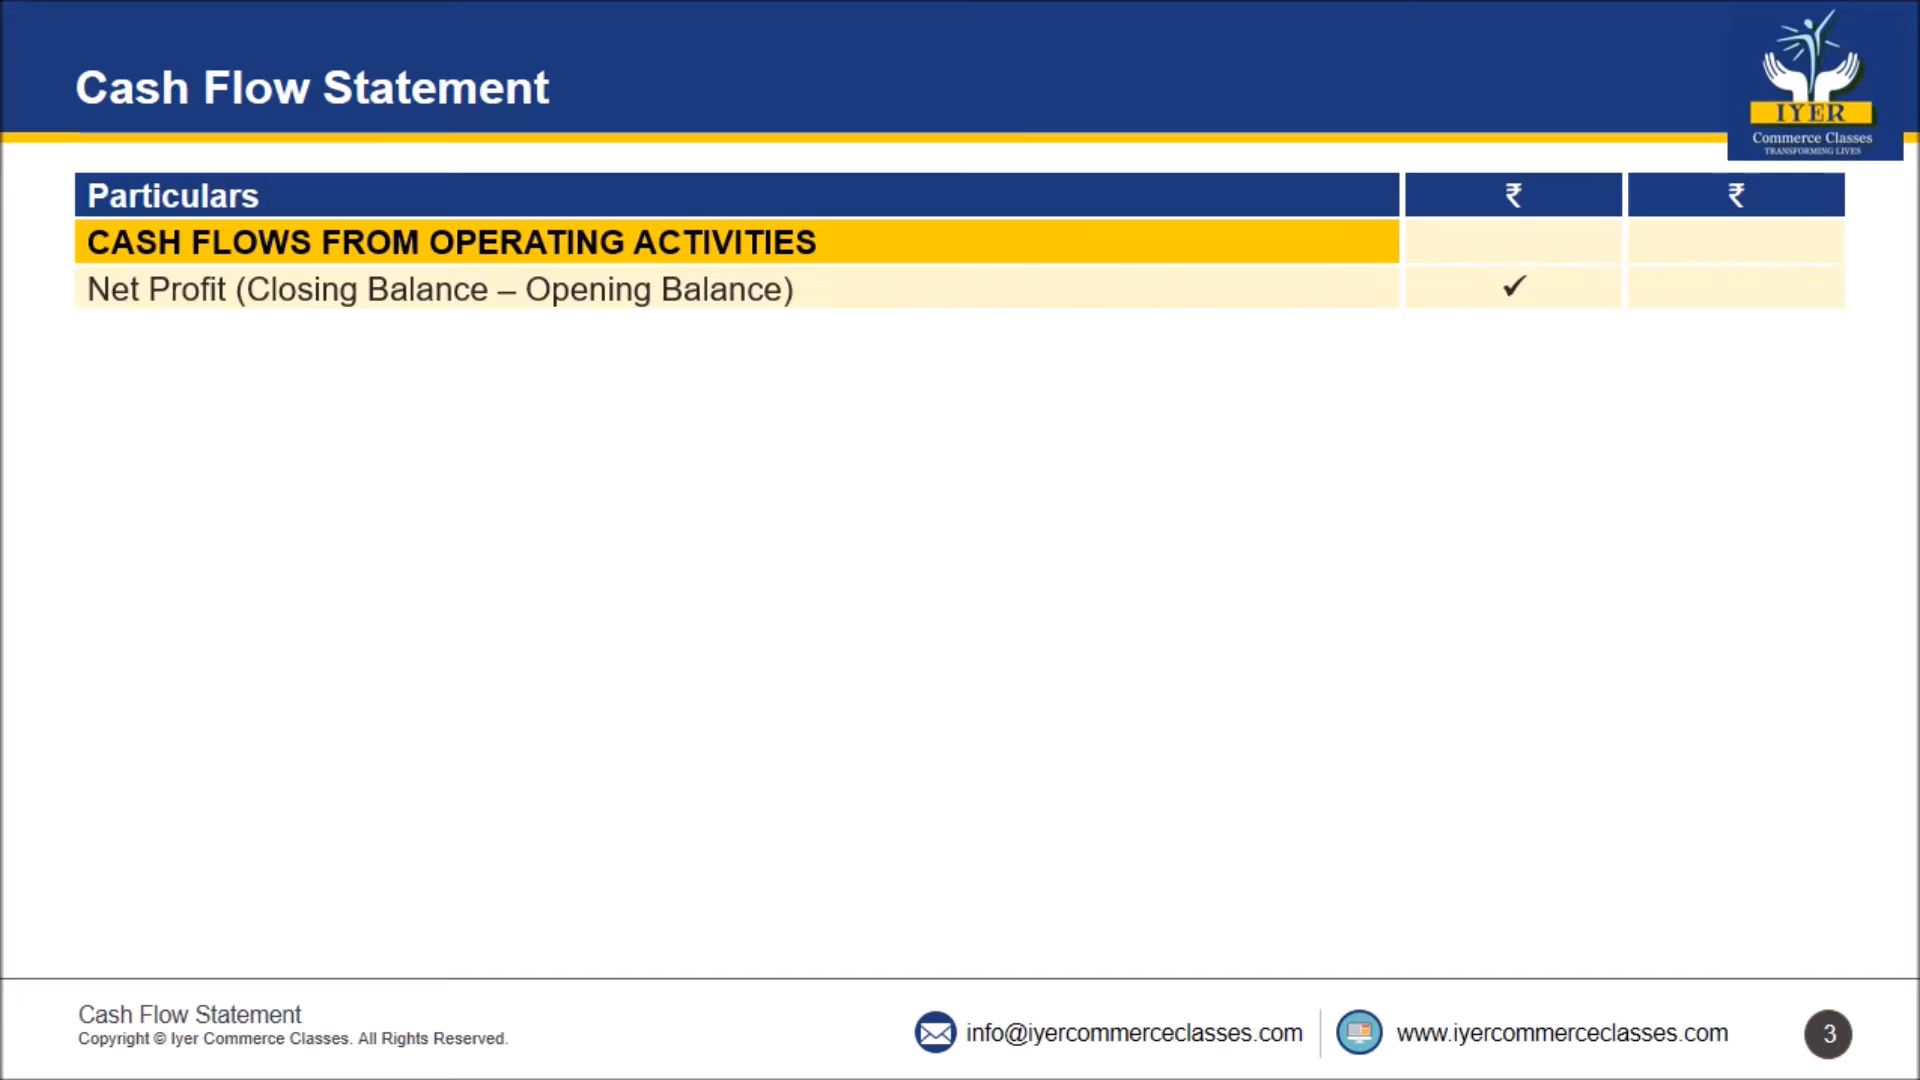 Cash Flow Statement
IYER
Commerce Classes
TRANSFORMING LIVES
Particulars ₹ ₹
CASH FLOWS FROM OPERATING ACTIVITIES
Net Profit (Closing Balance – Opening Balance) ✓
Cash Flow Statement
Copyright © Iyer Commerce Classes. All Rights Reserved.
info@iyercommerceclasses.com
www.iyercommerceclasses.com
3